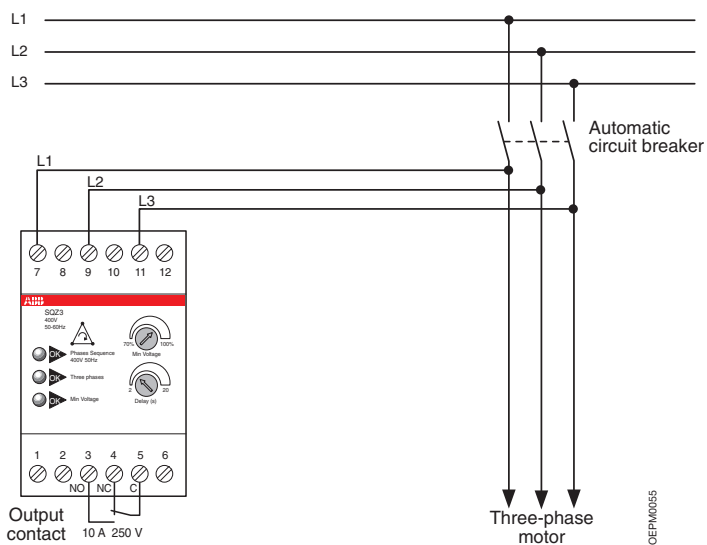 L1
L2
L3
Automatic
circuit breaker
L1
L2
L3
7 8 9 10 11 12
ABB
SQZ3
400V
50-60Hz
70% 100%
Min Voltage
OK Phases Sequence
400V 50Hz
OK Three phases
2 20
Delay (s)
OK Min Voltage
1 2 3 4 5 6
NO NC C
Output
contact
10 A 250 V
Three-phase
motor
OEPM0055